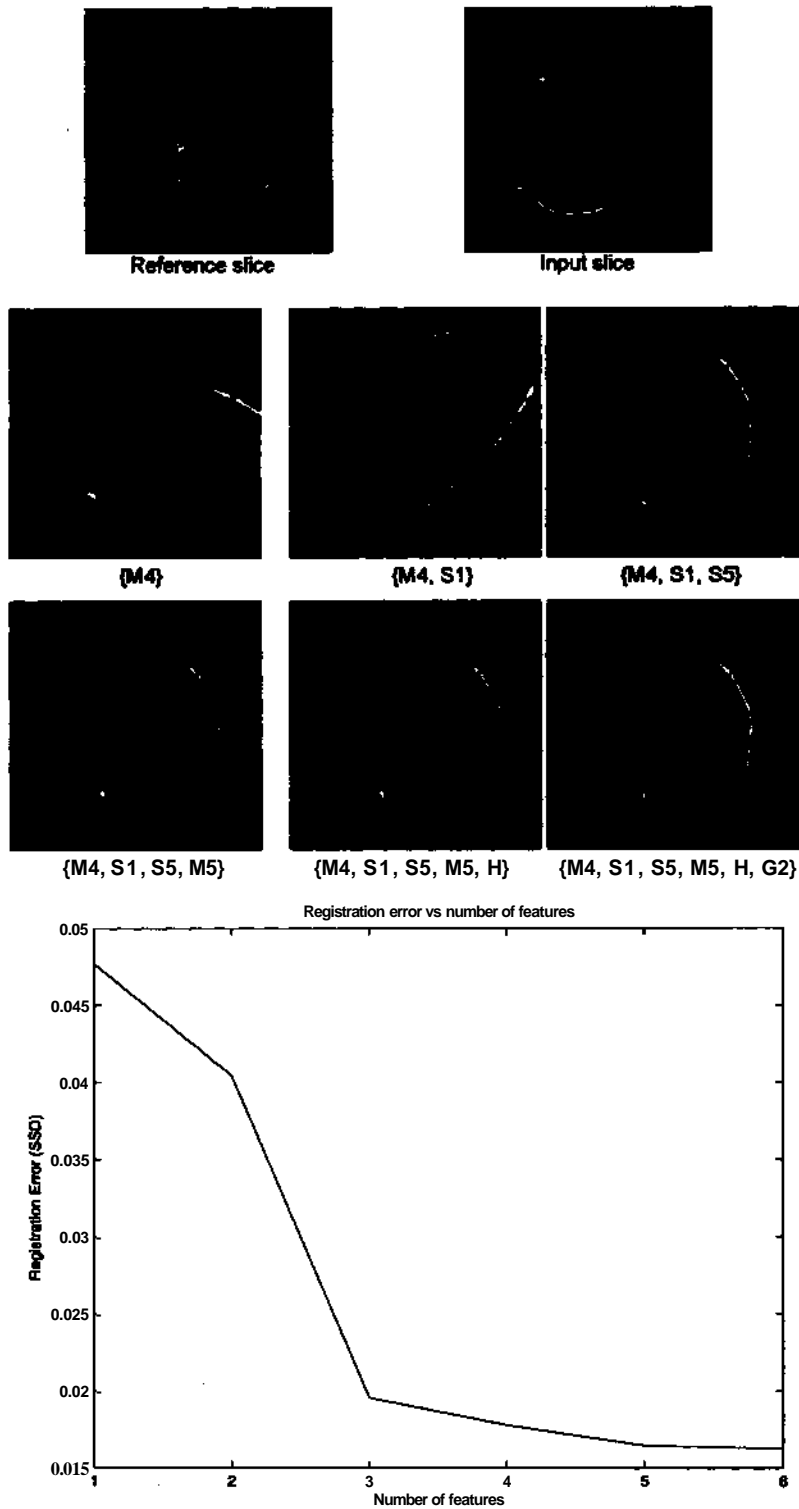 Reference slice
Input slice
{M4}
{M4, S1}
{M4, S1, S5}
{M4, S1, S5, M5}
{M4, S1, S5, M5, H}
{M4, S1, S5, M5, H, G2}
Registration error vs number of features
0.05
0.045
0.04
0.035
0.03
0.025
0.02
0.015
Registration Error (SSD)
1
2
3
4
5
6
Number of features